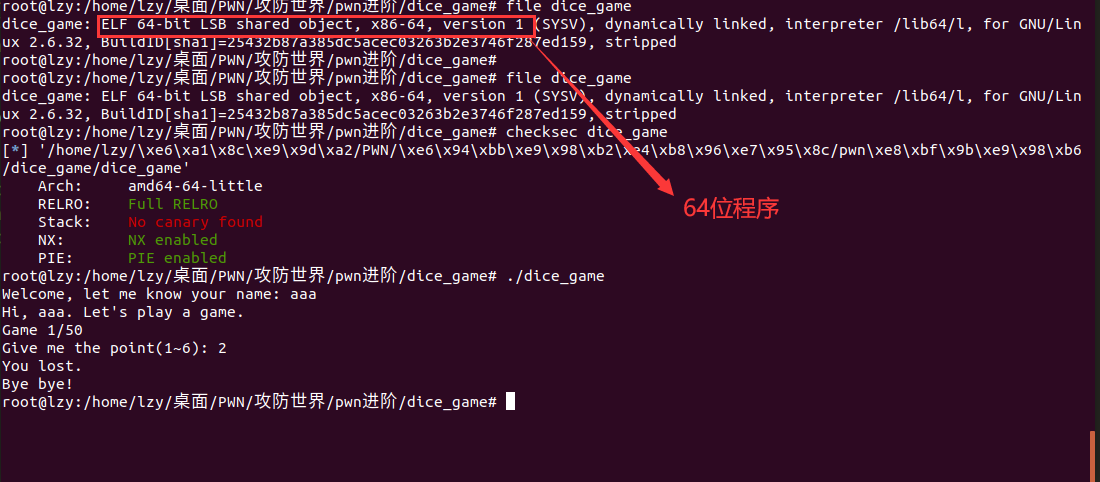 root@lzy:/home/lzy/桌面/PWN/攻防世界/pwn进阶/dice_game# file dice_game
dice_game: ELF 64-bit LSB shared object, x86-64, version 1 (SYSV), dynamically linked, interpreter /lib64/l, for GNU/Lin
ux 2.6.32, BuildID[sha1]=25432b87a385dc5acec03263b2e3746f287ed159, stripped
root@lzy:/home/lzy/桌面/PWN/攻防世界/pwn进阶/dice_game#
root@lzy:/home/lzy/桌面/PWN/攻防世界/pwn进阶/dice_game# file dice_game
dice_game: ELF 64-bit LSB shared object, x86-64, version 1 (SYSV), dynamically linked, interpreter /lib64/l, for GNU/Lin
ux 2.6.32, BuildID[sha1]=25432b87a385dc5acec03263b2e3746f287ed159, stripped
root@lzy:/home/lzy/桌面/PWN/攻防世界/pwn进阶/dice_game# checksec dice_game
[*] '/home/lzy/\xe6\xa1\x8c\xe9\x9d\xa2/PWN/\xe6\x94\xbb\xe9\x98\xb2\xe4\xb8\x96\xe7\x95\x8c/pwn\xe8\xbf\x9b\xe9\x98\xb6
/dice_game/dice_game'
Arch: amd64-64-little
RELRO: Full RELRO
Stack: No canary found
NX: NX enabled
PIE: PIE enabled
64位程序
root@lzy:/home/lzy/桌面/PWN/攻防世界/pwn进阶/dice_game# ./dice_game
Welcome, let me know your name: aaa
Hi, aaa. Let's play a game.
Game 1/50
Give me the point(1~6): 2
You lost.
Bye bye!
root@lzy:/home/lzy/桌面/PWN/攻防世界/pwn进阶/dice_game#